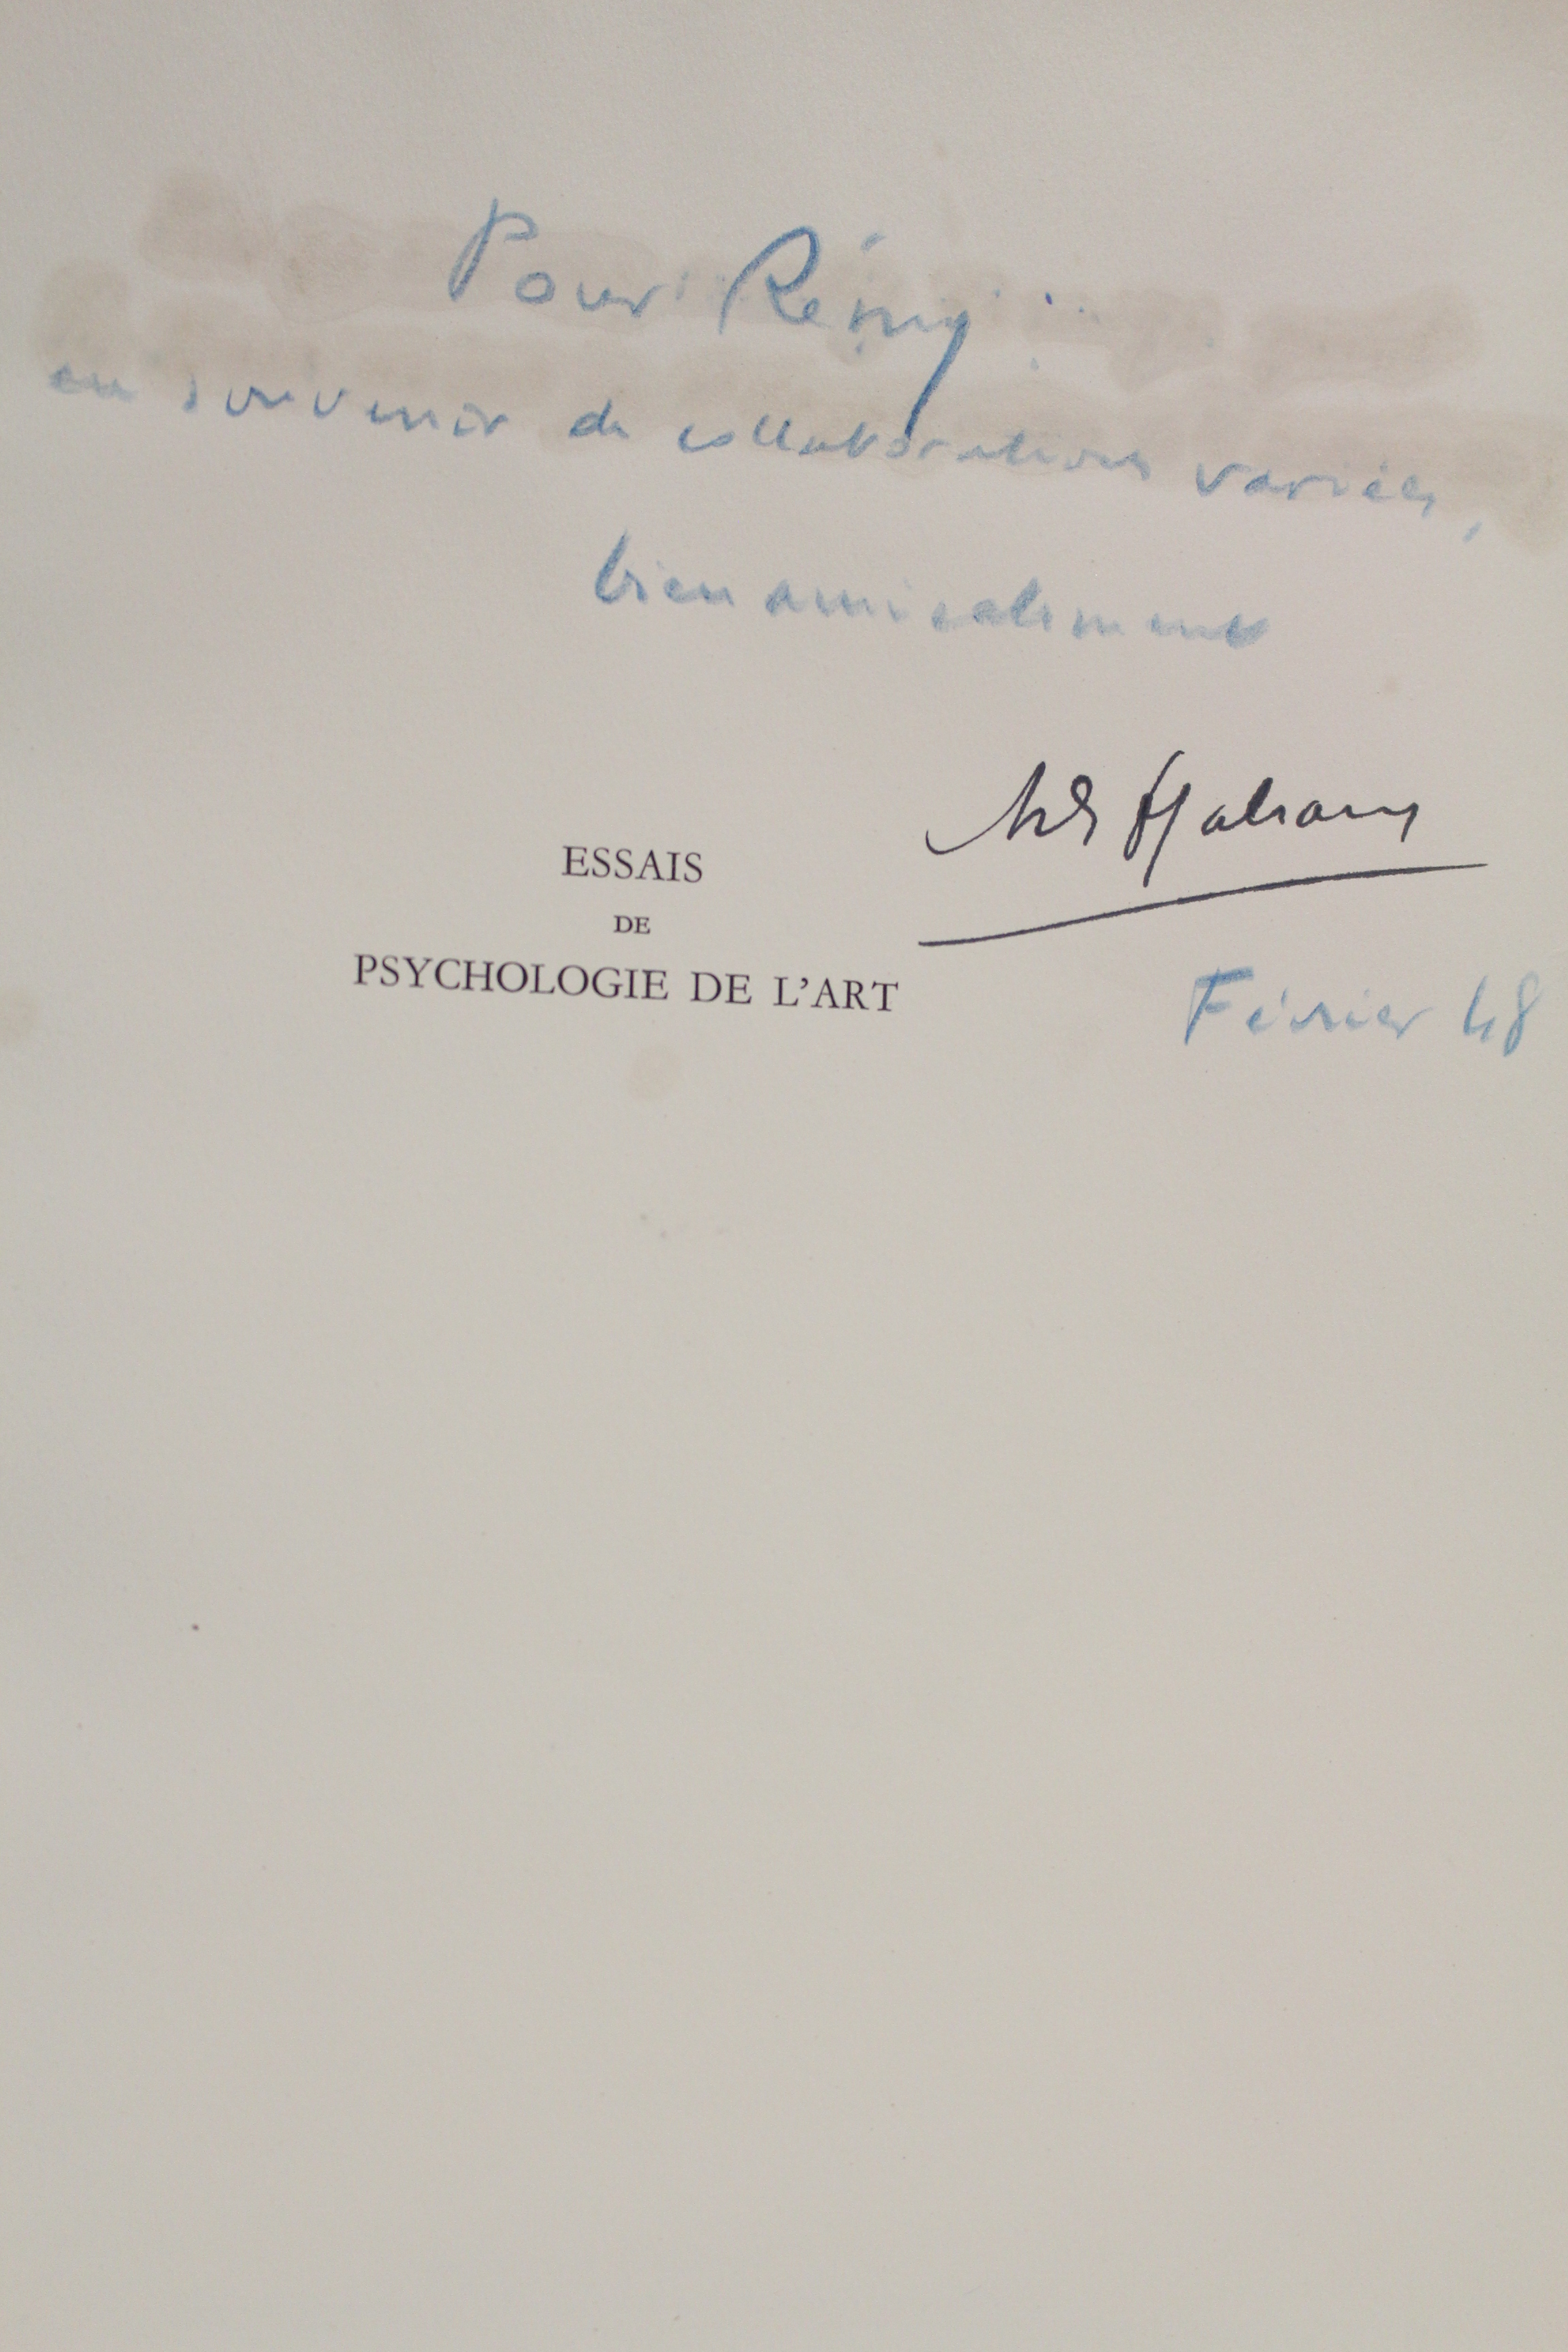 Pour Rémy
en souvenir de collaborations variées,
bien amicalement
André Malraux
ESSAIS
DE
PSYCHOLOGIE DE L'ART
Février 48